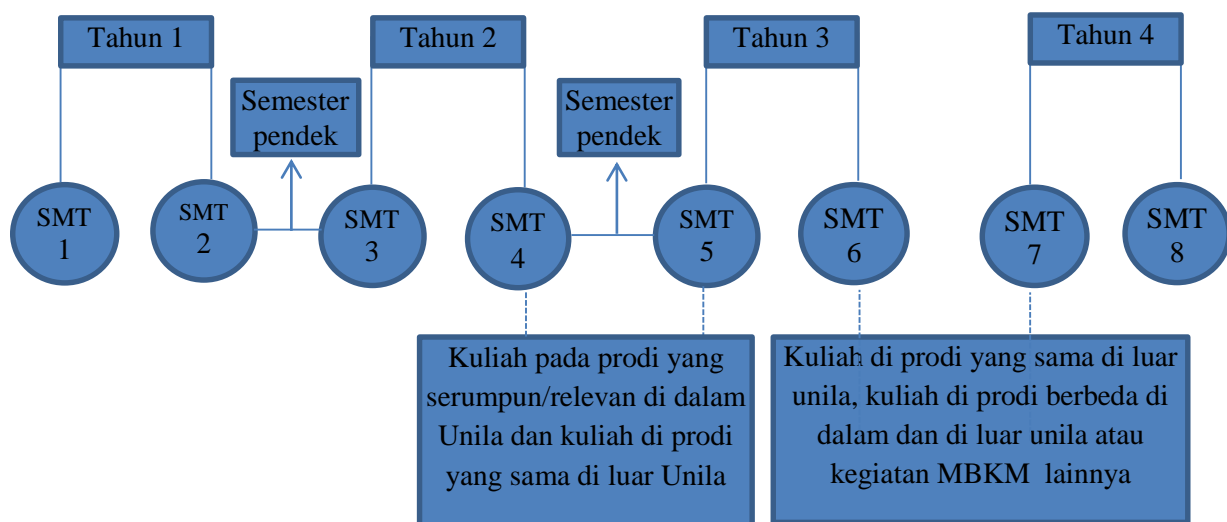 Tahun 1
Tahun 2
Tahun 3
Tahun 4
Semester
pendek
Semester
pendek
SMT
1
SMT
2
SMT
3
SMT
4
SMT
5
SMT
6
SMT
7
SMT
8
Kuliah pada prodi yang
serumpun/relevan di dalam
Unila dan kuliah di prodi
yang sama di luar Unila
Kuliah di prodi yang sama di luar
unila, kuliah di prodi berbeda di
dalam dan di luar unila atau
kegiatan MBKM lainnya